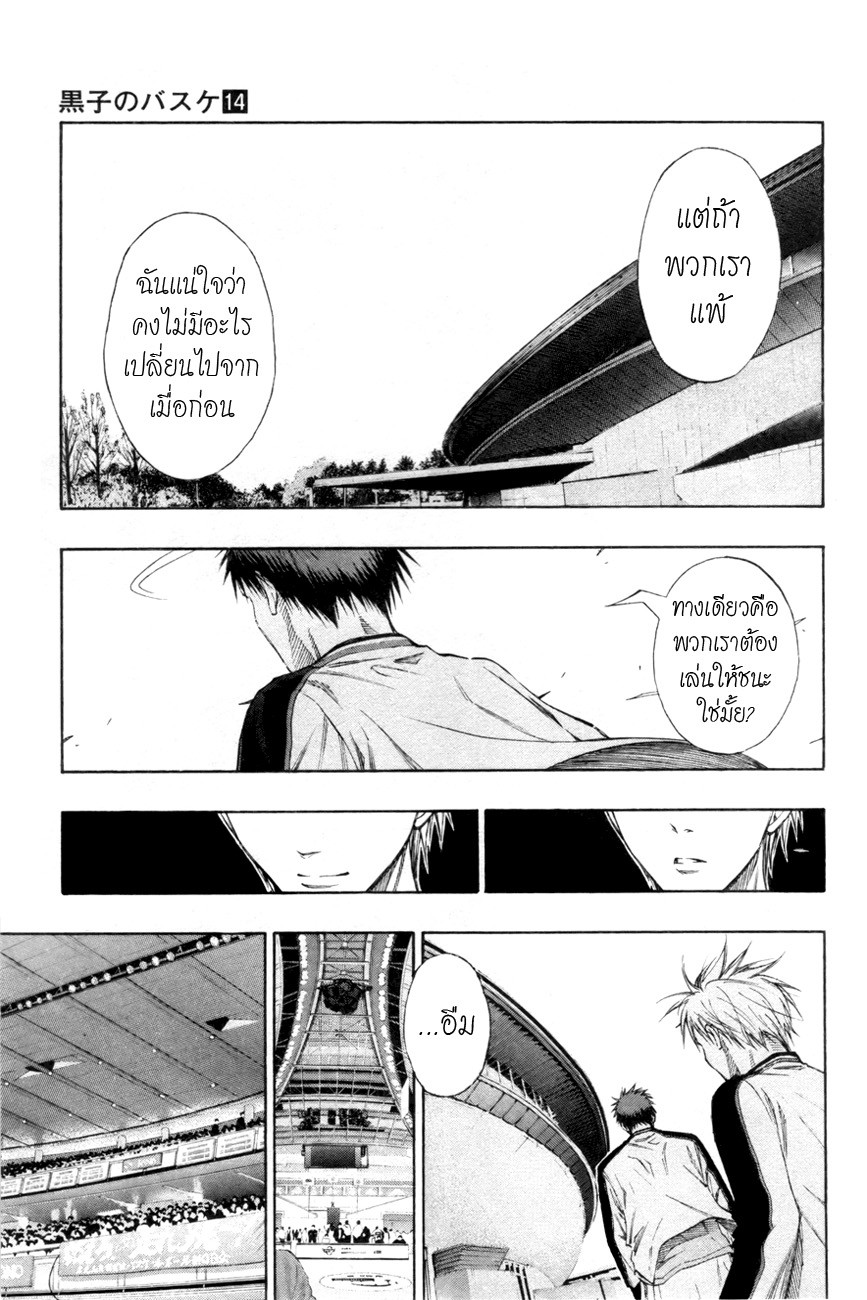 黒子のバスケ 14
แต่ถ้า
พวกเรา
แพ้
ฉันแน่ใจว่า
คงไม่มีอะไร
เปลี่ยนไปจาก
เมื่อก่อน
ทางเดียวคือ
พวกเราต้อง
เล่นให้ชนะ
ใช่มั้ย?
...อืม